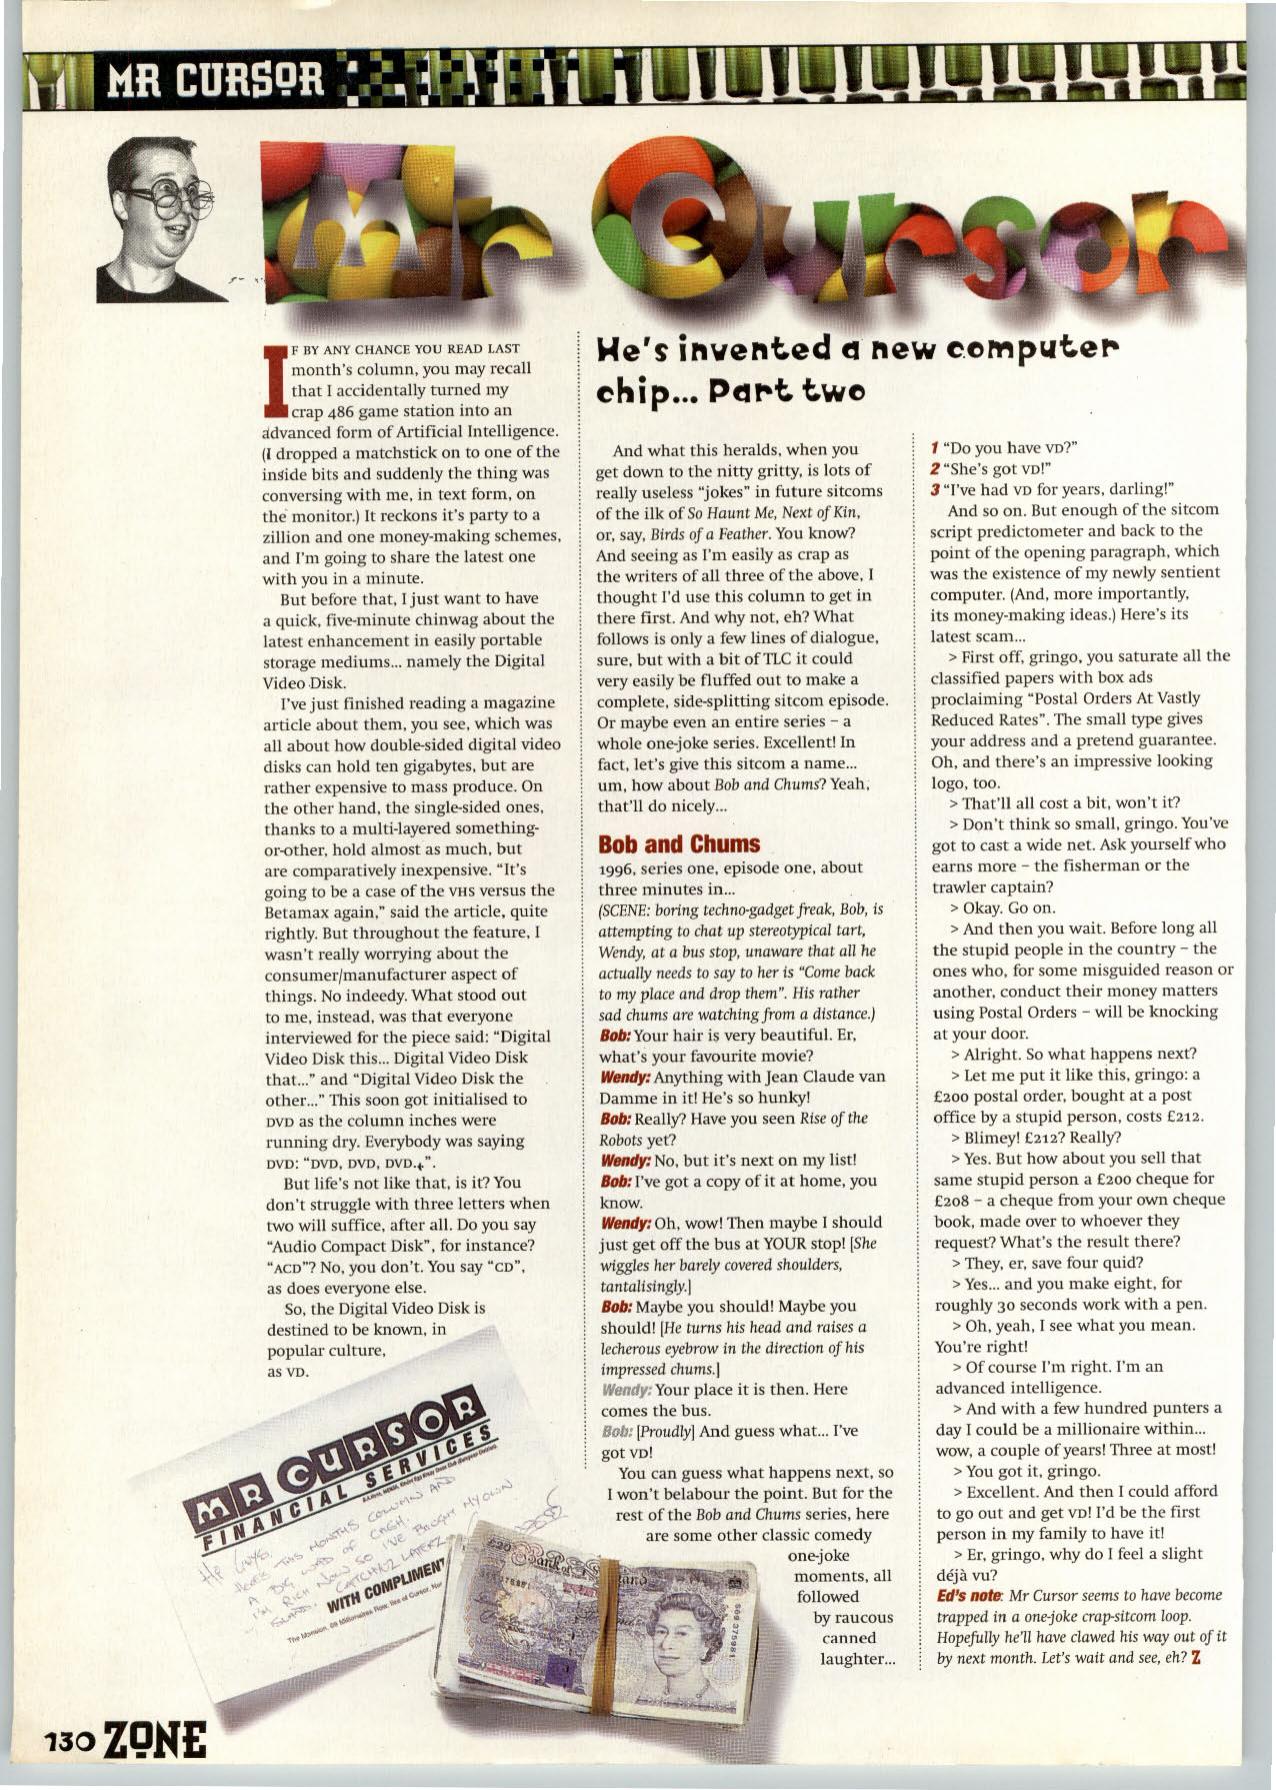 MR CURSOR
Mr Cursor
He's invented a new computer
chip... Part two
IF BY ANY CHANCE YOU READ LAST
month's column, you may recall
that I accidentally turned my
crap 486 game station into an
advanced form of Artificial Intelligence.
(I dropped a matchstick on to one of the
inside bits and suddenly the thing was
conversing with me, in text form, on
the monitor.) It reckons it's party to a
zillion and one money-making schemes,
and I'm going to share the latest one
with you in a minute.
But before that, I just want to have
a quick, five-minute chinwag about the
latest enhancement in easily portable
storage mediums... namely the Digital
Video Disk.
I've just finished reading a magazine
article about them, you see, which was
all about how double-sided digital video
disks can hold ten gigabytes, but are
rather expensive to mass produce. On
the other hand, the single-sided ones,
thanks to a multi-layered something-
or-other, hold almost as much, but
are comparatively inexpensive. "It's
going to be a case of the VHS versus the
Betamax again," said the article, quite
rightly. But throughout the feature, I
wasn't really worrying about the
consumer/manufacturer aspect of
things. No indeedy. What stood out
to me, instead, was that everyone
interviewed for the piece said: "Digital
Video Disk this... Digital Video Disk
that..." and "Digital Video Disk the
other..." This soon got initialised to
DVD as the column inches were
running dry. Everybody was saying
DVD: "DVD, DVD, DVD.".
But life's not like that, is it? You
don't struggle with three letters when
two will suffice, after all. Do you say
"Audio Compact Disk", for instance?
"ACD"? No, you don't. You say "CD",
as does everyone else.
So, the Digital Video Disk is
destined to be known, in
popular culture,
as VD.
MR CURSOR
FINANCIAL SERVICES
Hi Guys.
Here's this months column and
a big wad of cash.
I'm rich now so I've bought my own
island. Catchuz laterz
WITH COMPLIMENT
And what this heralds, when you
get down to the nitty gritty, is lots of
really useless "jokes" in future sitcoms
of the ilk of So Haunt Me, Next of Kin,
or, say, Birds of a Feather. You know?
And seeing as I'm easily as crap as
the writers of all three of the above, I
thought I'd use this column to get in
there first. And why not, eh? What
follows is only a few lines of dialogue,
sure, but with a bit of TLC it could
very easily be fluffed out to make a
complete, side-splitting sitcom episode.
Or maybe even an entire series – a
whole one-joke series. Excellent! In
fact, let's give this sitcom a name...
um, how about Bob and Chums? Yeah,
that'll do nicely...
Bob and Chums
1996, series one, episode one, about
three minutes in...
(SCENE: boring techno-gadget freak, Bob, is
attempting to chat up stereotypical tart,
Wendy, at a bus stop, unaware that all he
actually needs to say to her is "Come back
to my place and drop them". His rather
sad chums are watching from a distance.)
Bob: Your hair is very beautiful. Er,
what's your favourite movie?
Wendy: Anything with Jean Claude van
Damme in it! He's so hunky!
Bob: Really? Have you seen Rise of the
Robots yet?
Wendy: No, but it's next on my list!
Bob: I've got a copy of it at home, you
know.
Wendy: Oh, wow! Then maybe I should
just get off the bus at YOUR stop! [She
wiggles her barely covered shoulders,
tantalisingly.]
Bob: Maybe you should! Maybe you
should! [He turns his head and raises a
lecherous eyebrow in the direction of his
impressed chums.]
Wendy: Your place it is then. Here
comes the bus.
Bob: [Proudly] And guess what... I've
got VD!
You can guess what happens next, so
I won't belabour the point. But for the
rest of the Bob and Chums series, here
are some other classic comedy
one-joke
moments, all
followed
by raucous
canned
laughter...
£20 Bank of
1 "Do you have VD?"
2 "She's got VD!"
3 "I've had VD for years, darling!"
And so on. But enough of the sitcom
script predictometer and back to the
point of the opening paragraph, which
was the existence of my newly sentient
computer. (And, more importantly,
its money-making ideas.) Here's its
latest scam...
> First off, gringo, you saturate all the
classified papers with box ads
proclaiming "Postal Orders At Vastly
Reduced Rates". The small type gives
your address and a pretend guarantee.
Oh, and there's an impressive looking
logo, too.
> That'll all cost a bit, won't it?
> Don't think so small, gringo. You've
got to cast a wide net. Ask yourself who
earns more – the fisherman or the
trawler captain?
> Okay. Go on.
> And then you wait. Before long all
the stupid people in the country – the
ones who, for some misguided reason or
another, conduct their money matters
using Postal Orders – will be knocking
at your door.
> Alright. So what happens next?
> Let me put it like this, gringo: a
£200 postal order, bought at a post
office by a stupid person, costs £212.
> Blimey! £212? Really?
> Yes. But how about you sell that
same stupid person a £200 cheque for
£208 – a cheque from your own cheque
book, made over to whoever they
request? What's the result there?
> They, er, save four quid?
> Yes... and you make eight, for
roughly 30 seconds work with a pen.
> Oh, yeah, I see what you mean.
You're right!
> Of course I'm right. I'm an
advanced intelligence.
> And with a few hundred punters a
day I could be a millionaire within...
wow, a couple of years! Three at most!
> You got it, gringo.
> Excellent. And then I could afford
to go out and get VD! I'd be the first
person in my family to have it!
> Er, gringo, why do I feel a slight
déjà vu?
Ed's note: Mr Cursor seems to have become
trapped in a one-joke crap-sitcom loop.
Hopefully he'll have clawed his way out of it
by next month. Let's wait and see, eh? Z
130 ZONE